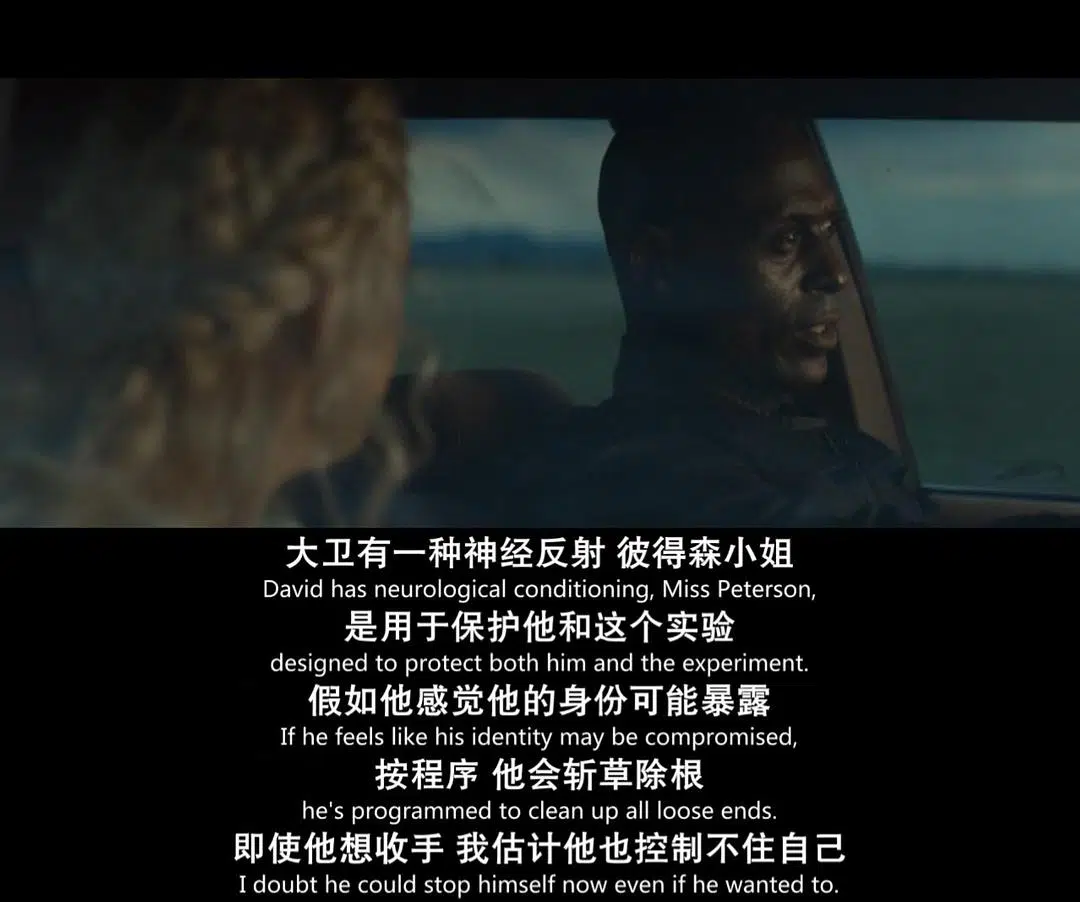 大卫有一种神经反射 彼得森小姐
David has neurological conditioning, Miss Peterson,
是用于保护他和这个实验
designed to protect both him and the experiment.
假如他感觉他的身份可能暴露
If he feels like his identity may be compromised,
按程序 他会斩草除根
he's programmed to clean up all loose ends.
即使他想收手 我估计他也控制不住自己
I doubt he could stop himself now even if he wanted to.